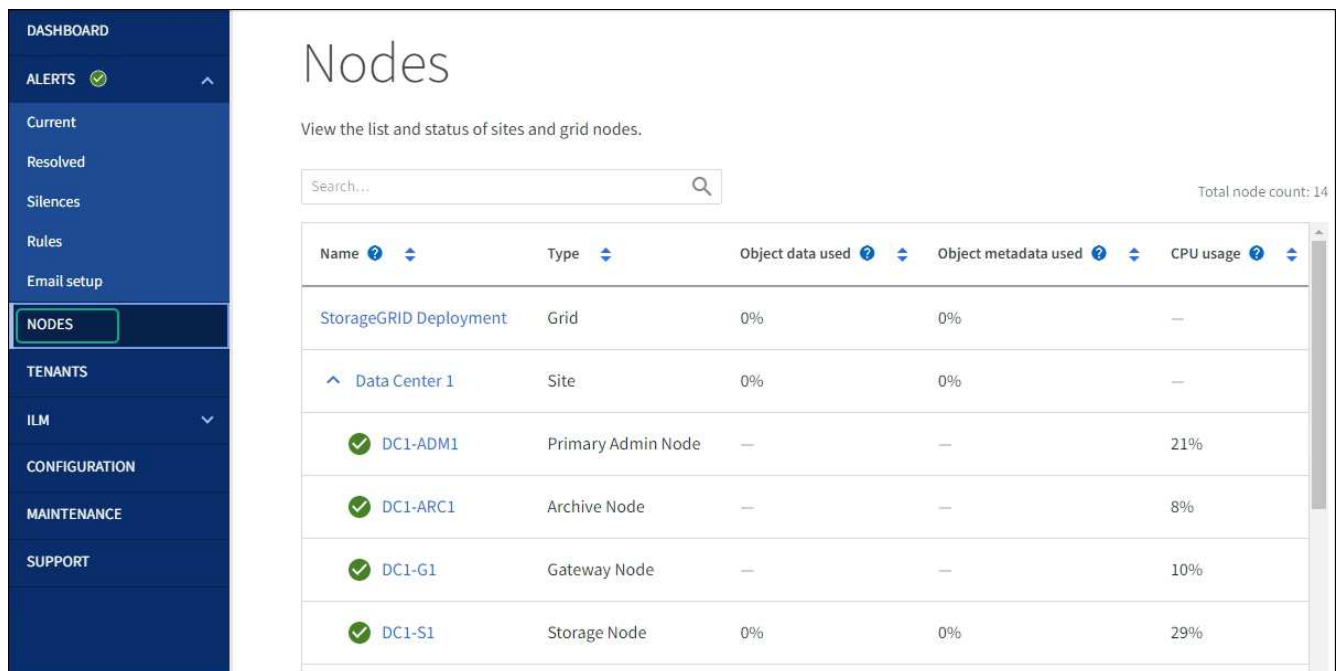 DASHBOARD
ALERTS
Current
Resolved
Silences
Rules
Email setup
NODES
TENANTS
ILM
CONFIGURATION
MAINTENANCE
SUPPORT
Nodes
View the list and status of sites and grid nodes.
Search...
Total node count: 14
Name ? Type Object data used ? Object metadata used ? CPU usage ?
StorageGRID Deployment Grid 0% 0% —
Data Center 1 Site 0% 0% —
DC1-ADM1 Primary Admin Node — — 21%
DC1-ARC1 Archive Node — — 8%
DC1-G1 Gateway Node — — 10%
DC1-S1 Storage Node 0% 0% 29%